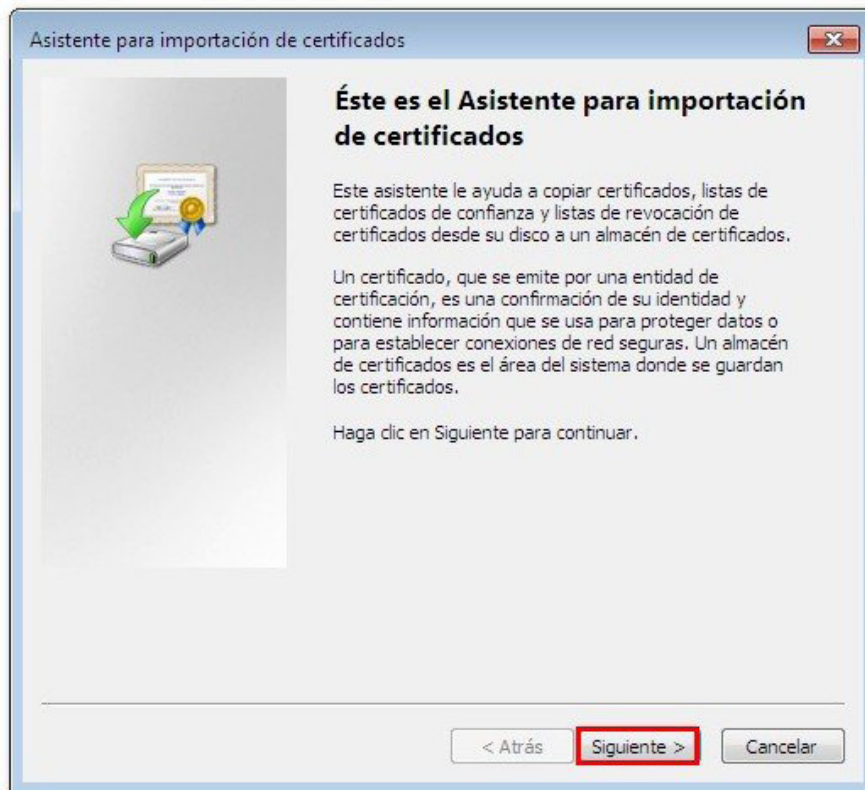 Asistente para importación de certificados
Éste es el Asistente para importación
de certificados
Este asistente le ayuda a copiar certificados, listas de
certificados de confianza y listas de revocación de
certificados desde su disco a un almacén de certificados.
Un certificado, que se emite por una entidad de
certificación, es una confirmación de su identidad y
contiene información que se usa para proteger datos o
para establecer conexiones de red seguras. Un almacén
de certificados es el área del sistema donde se guardan
los certificados.
Haga clic en Siguiente para continuar.
< Atrás Siguiente > Cancelar